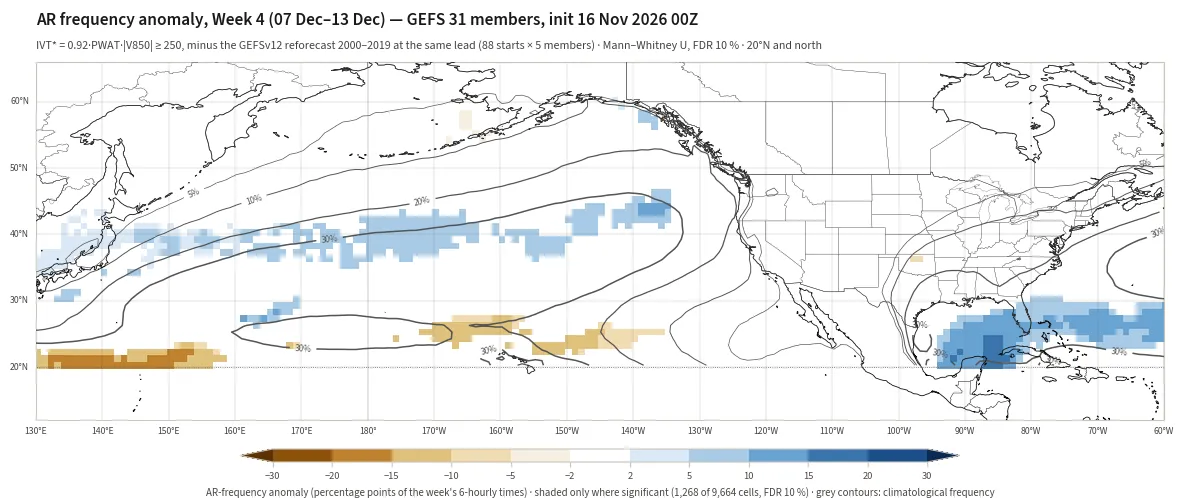 AR frequency anomaly, Week 4 (07 Dec–13 Dec) — GEFS 31 members, init 16 Nov 2026 00Z
IVT* = 0.92·PWAT·|V850| ≥ 250, minus the GEFSv12 reforecast 2000–2019 at the same lead (88 starts × 5 members) · Mann–Whitney U, FDR 10 % · 20°N and north
60°N
50°N
5%
5%
10%
20%
40°N
30%
30%
30°N
30%
30%
30%
30%
30%
30%
20°N
130°E 140°E 150°E 160°E 170°E 180° 170°W 160°W 150°W 140°W 130°W 120°W 110°W 100°W 90°W 80°W 70°W 60°W
−30 −20 −15 −10 −5 −2 2 5 10 15 20 30
AR-frequency anomaly (percentage points of the week's 6-hourly times) · shaded only where significant (1,268 of 9,664 cells, FDR 10 %) · grey contours: climatological frequency